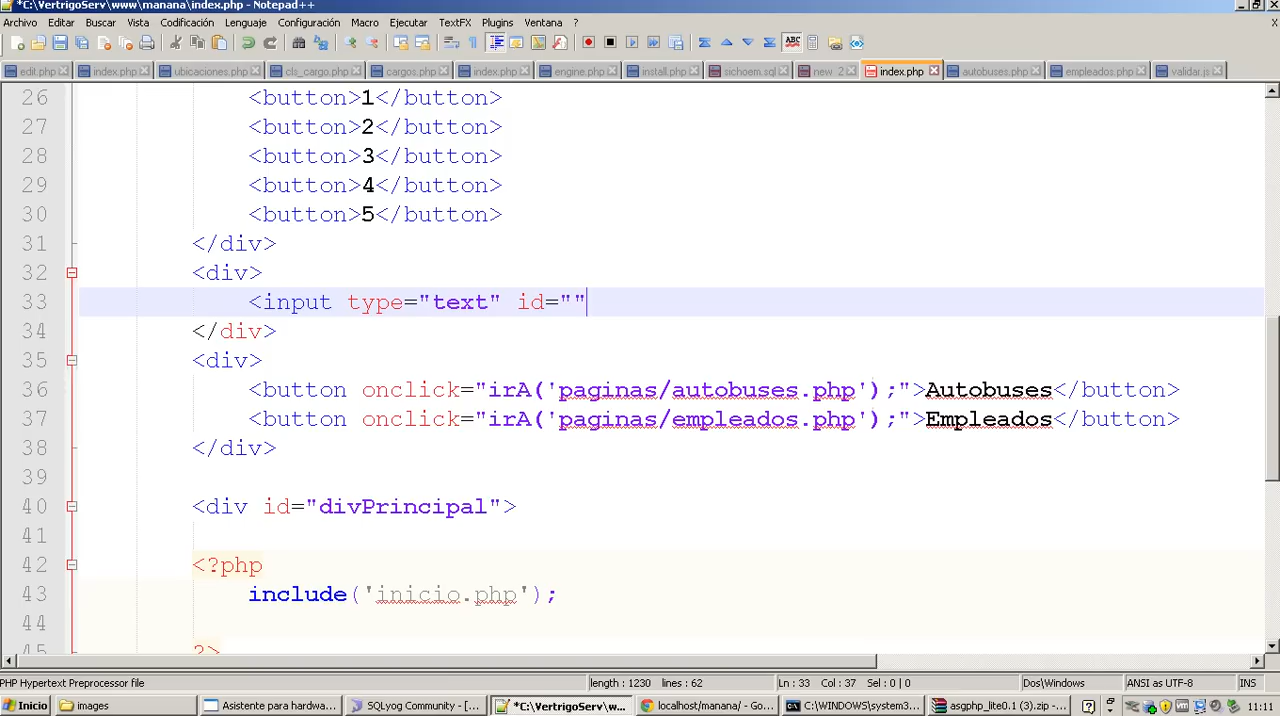 *C:\VertrigoServ\www\manana\index.php - Notepad++
Archivo Editar Buscar Vista Codificación Lenguaje Configuración Macro Ejecutar TextFX Plugins Ventana ?
edit.php index.php ubicaciones.php cls_cargo.php cargos.php index.php engine.php install.php sichoem.sql new 2 index.php autobuses.php empleados.php validar.js
26 <button>1</button>
27 <button>2</button>
28 <button>3</button>
29 <button>4</button>
30 <button>5</button>
31 </div>
32 <div>
33 <input type="text" id=""
34 </div>
35 <div>
36 <button onclick="irA('paginas/autobuses.php');">Autobuses</button>
37 <button onclick="irA('paginas/empleados.php');">Empleados</button>
38 </div>
39
40 <div id="divPrincipal">
41
42 <?php
43 include('inicio.php');
44
45 ?>
PHP Hypertext Preprocessor file length : 1230 lines : 62 Ln : 33 Col : 37 Sel : 0 | 0 Dos\Windows ANSI as UTF-8 INS
Inicio images Asistente para hardwa... SQLyog Community - [... *C:\VertrigoServ\ww... localhost/manana/ - Go... C:\WINDOWS\system3... asgphp_lite0.1 (3).zip - ... 11:11